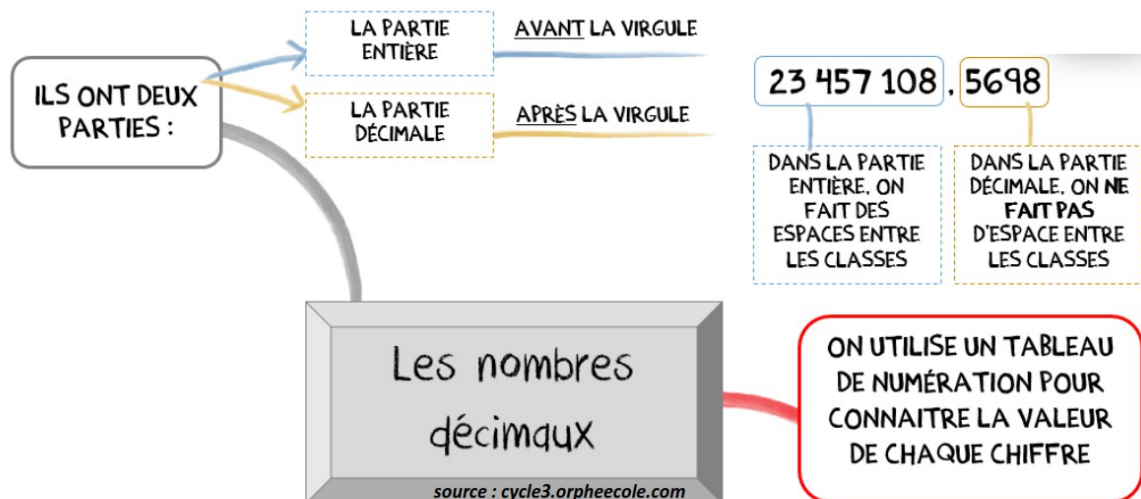 ILS ONT DEUX
PARTIES :
LA PARTIE
ENTIÈRE
AVANT LA VIRGULE
LA PARTIE
DÉCIMALE
APRÈS LA VIRGULE
23 457 108 , 5698
DANS LA PARTIE
ENTIÈRE, ON
FAIT DES
ESPACES ENTRE
LES CLASSES
DANS LA PARTIE
DÉCIMALE, ON NE
FAIT PAS
D'ESPACE ENTRE
LES CLASSES
Les nombres
décimaux
source : cycle3.orpheecole.com
ON UTILISE UN TABLEAU
DE NUMÉRATION POUR
CONNAITRE LA VALEUR
DE CHAQUE CHIFFRE